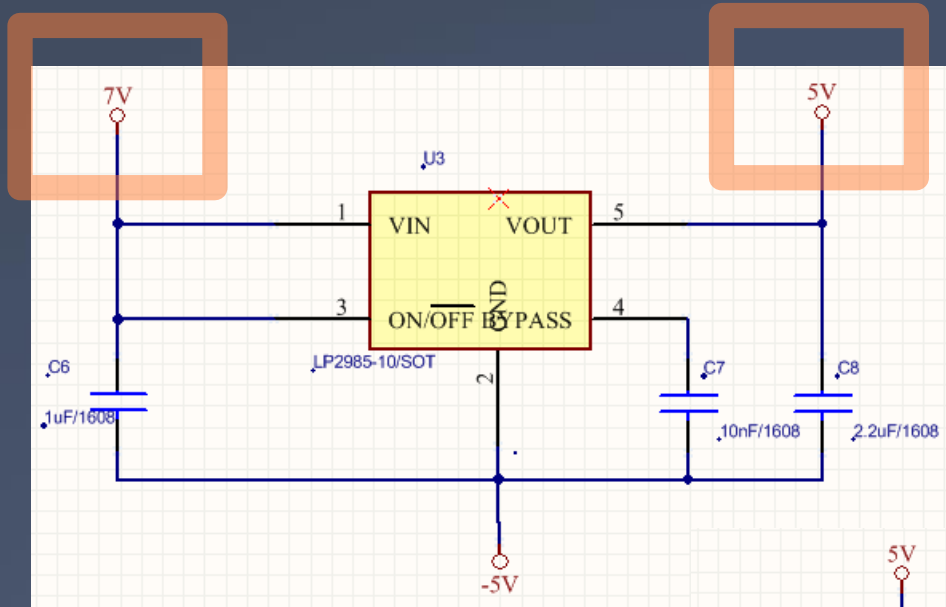 7V
5V
U3
1
VIN
VOUT
5
3
ON/OFF
BYPASS
4
GND
LP2985-10/SOT
2
C6
1uF/1608
C7
10nF/1608
C8
2.2uF/1608
-5V
5V